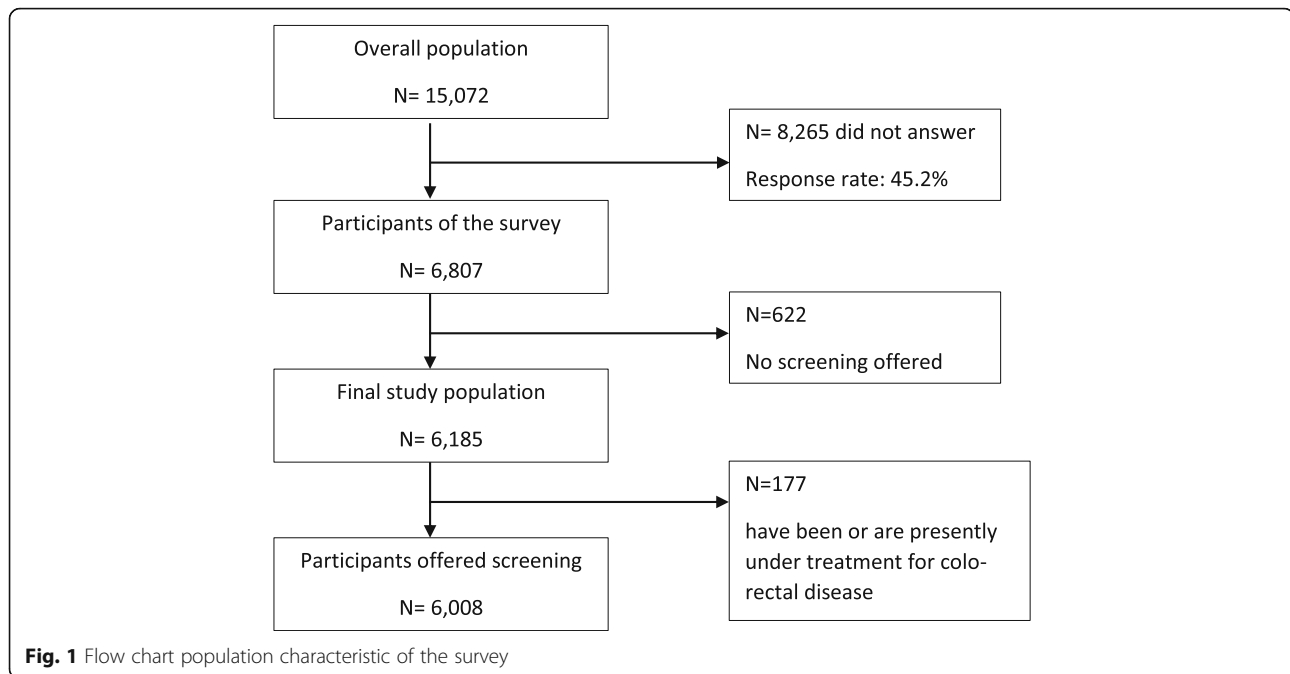 Overall population
N= 15,072
N= 8,265 did not answer
Response rate: 45.2%
Participants of the survey
N= 6,807
N=622
No screening offered
Final study population
N= 6,185
N=177
have been or are presently
under treatment for colo-
rectal disease
Participants offered screening
N= 6,008
Fig. 1 Flow chart population characteristic of the survey